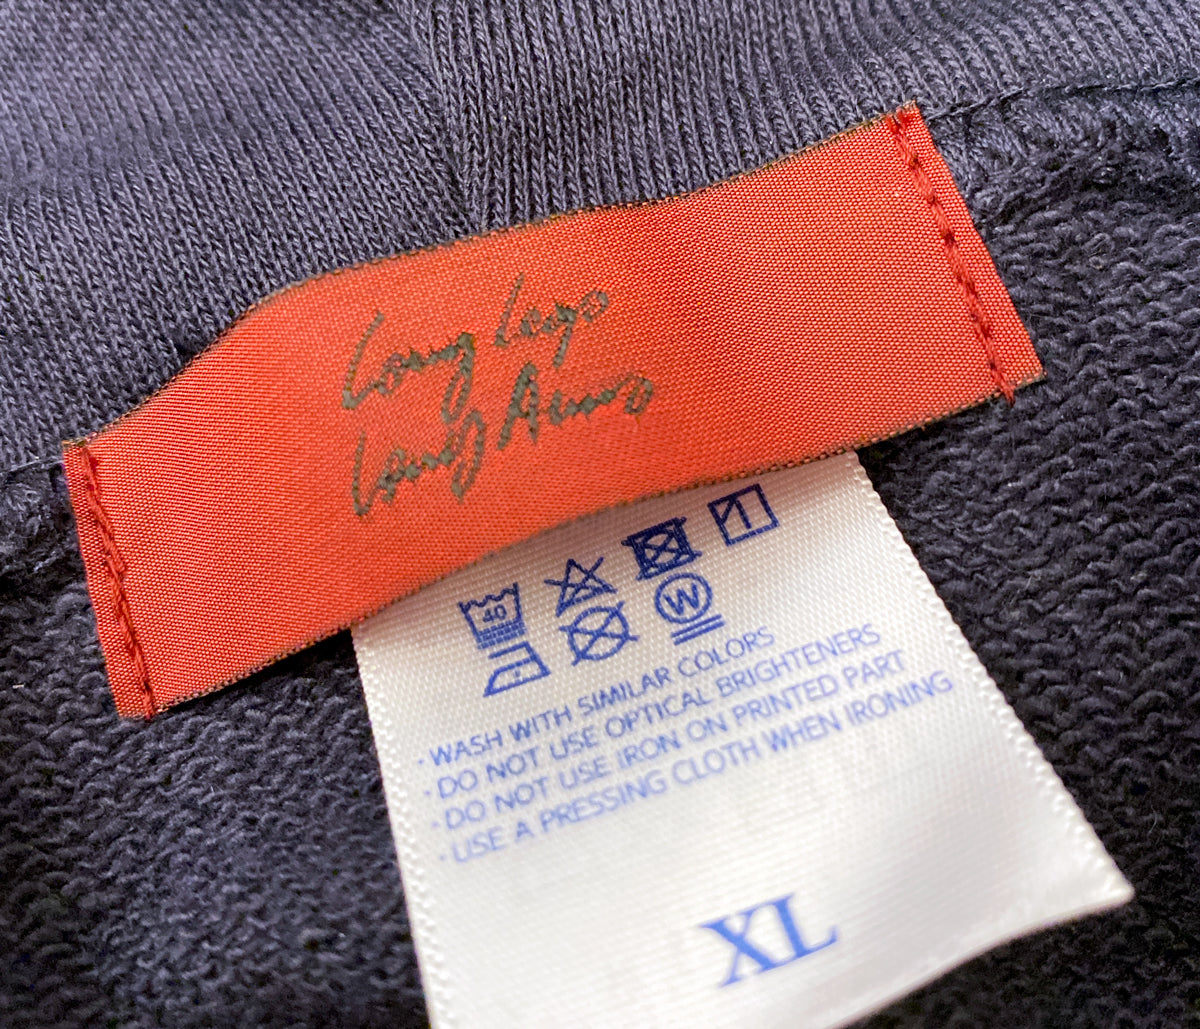 Long Legs
Long Arms
40
W
· WASH WITH SIMILAR COLORS
· DO NOT USE OPTICAL BRIGHTENERS
· DO NOT USE IRON ON PRINTED PART
· USE A PRESSING CLOTH WHEN IRONING
XL